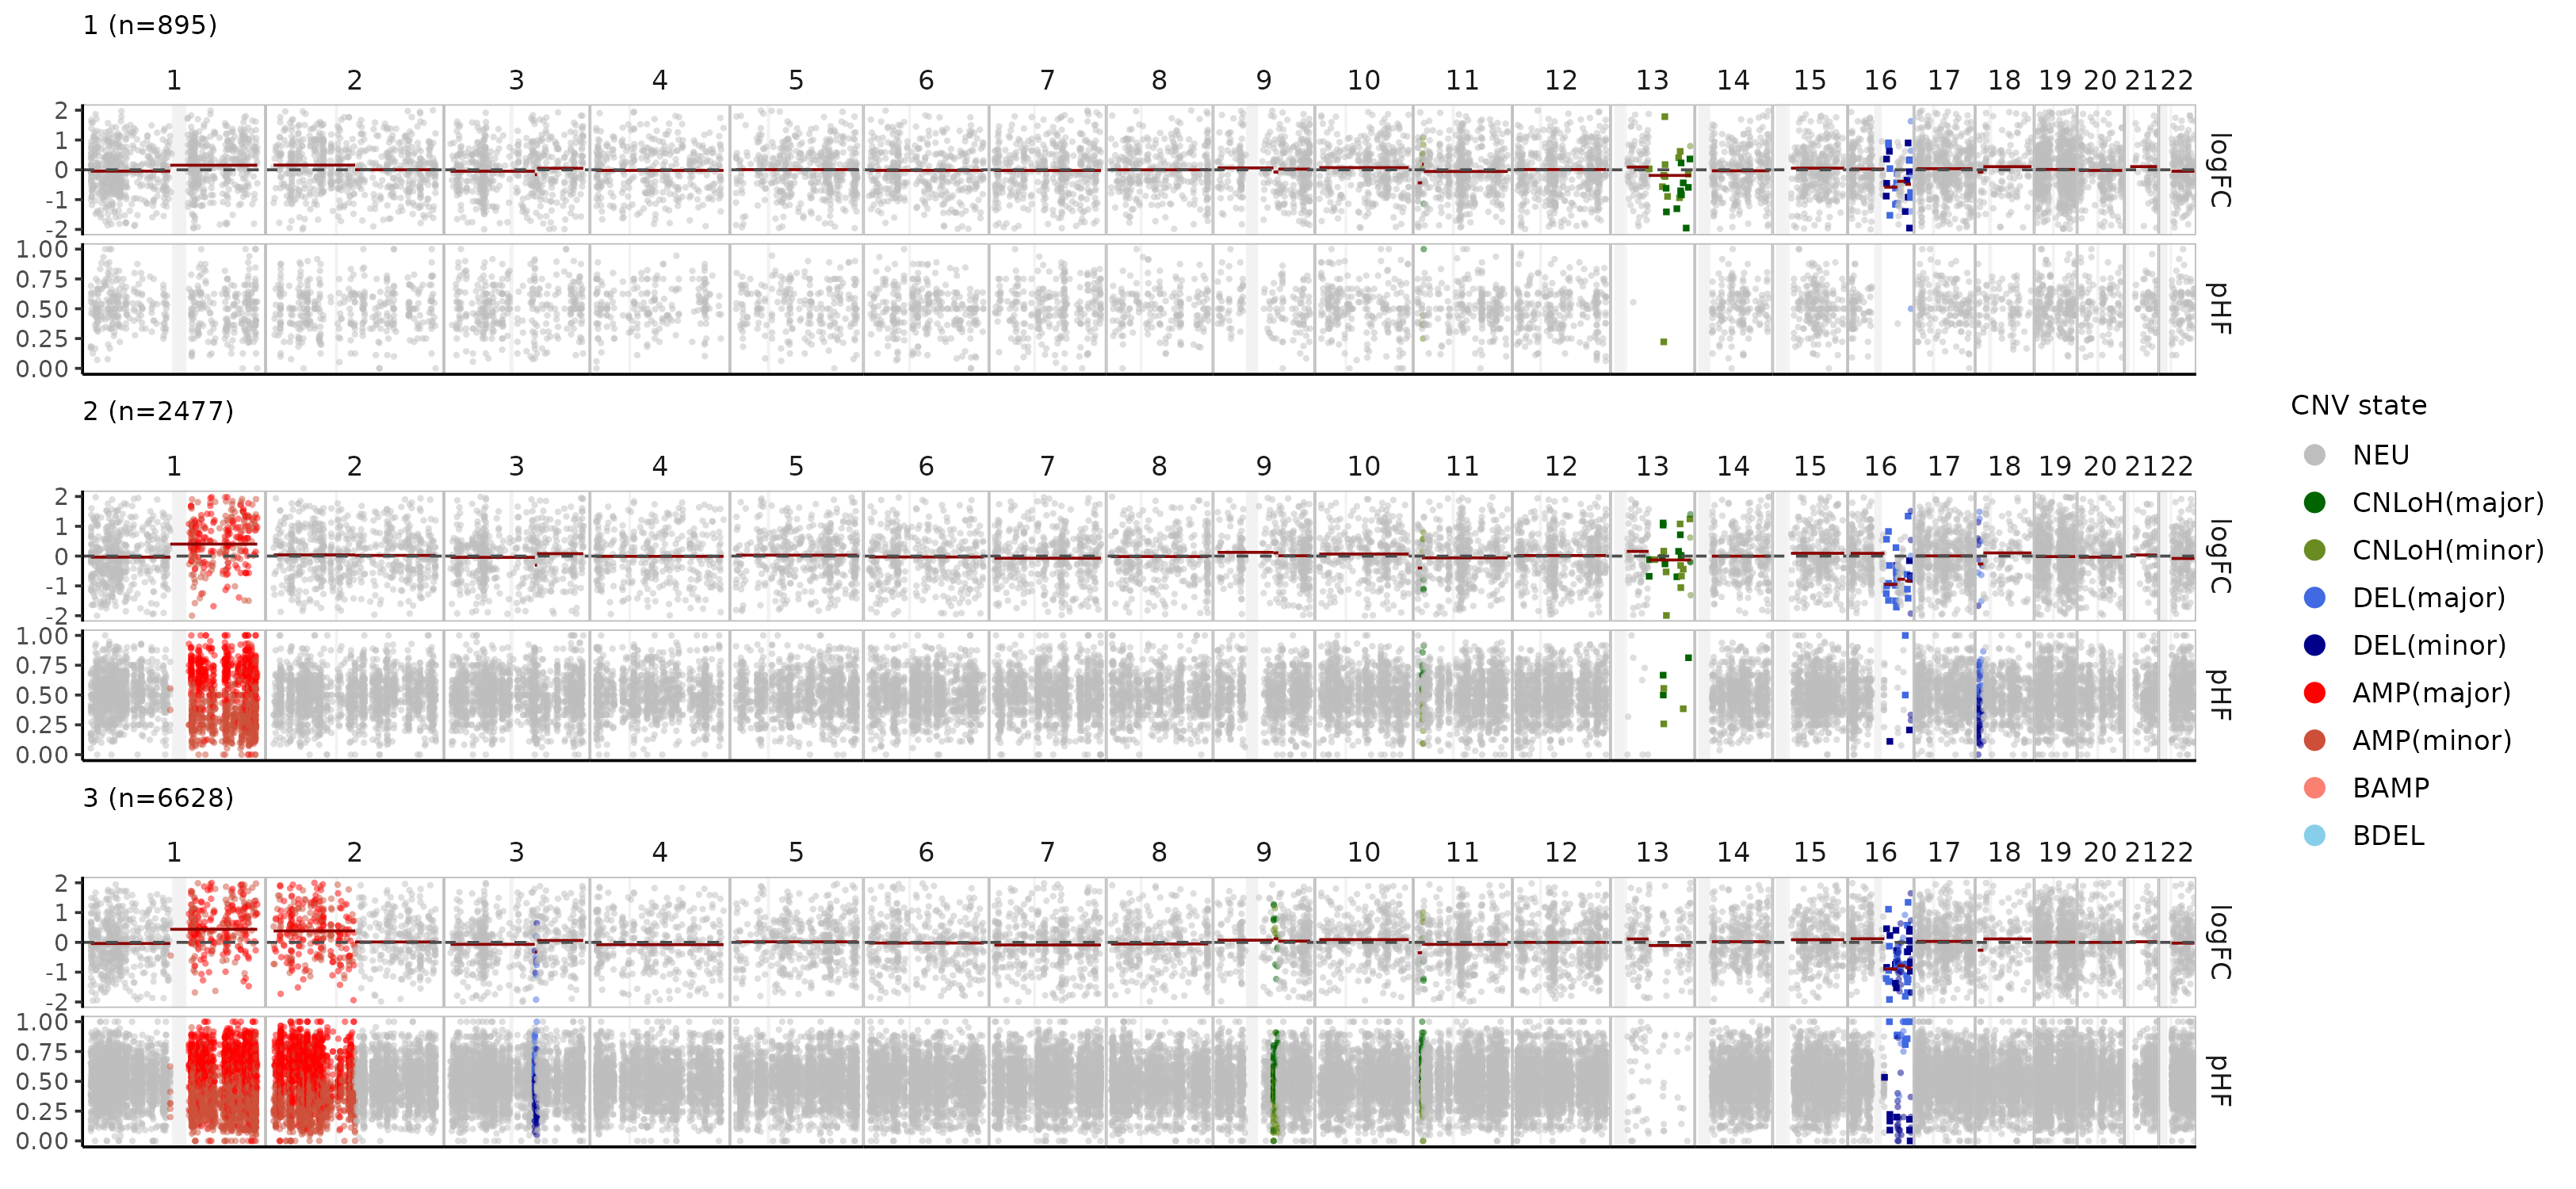 1 (n=895)
1 2 3 4 5 6 7 8 9 10 11 12 13 14 15 16 17 18 19 20 21 22
2
1
0
-1
-2
logFC
1.00
0.75
0.50
0.25
0.00
pHF
2 (n=2477)
1 2 3 4 5 6 7 8 9 10 11 12 13 14 15 16 17 18 19 20 21 22
2
1
0
-1
-2
logFC
1.00
0.75
0.50
0.25
0.00
pHF
3 (n=6628)
1 2 3 4 5 6 7 8 9 10 11 12 13 14 15 16 17 18 19 20 21 22
2
1
0
-1
-2
logFC
1.00
0.75
0.50
0.25
0.00
pHF
CNV state
NEU
CNLoH(major)
CNLoH(minor)
DEL(major)
DEL(minor)
AMP(major)
AMP(minor)
BAMP
BDEL